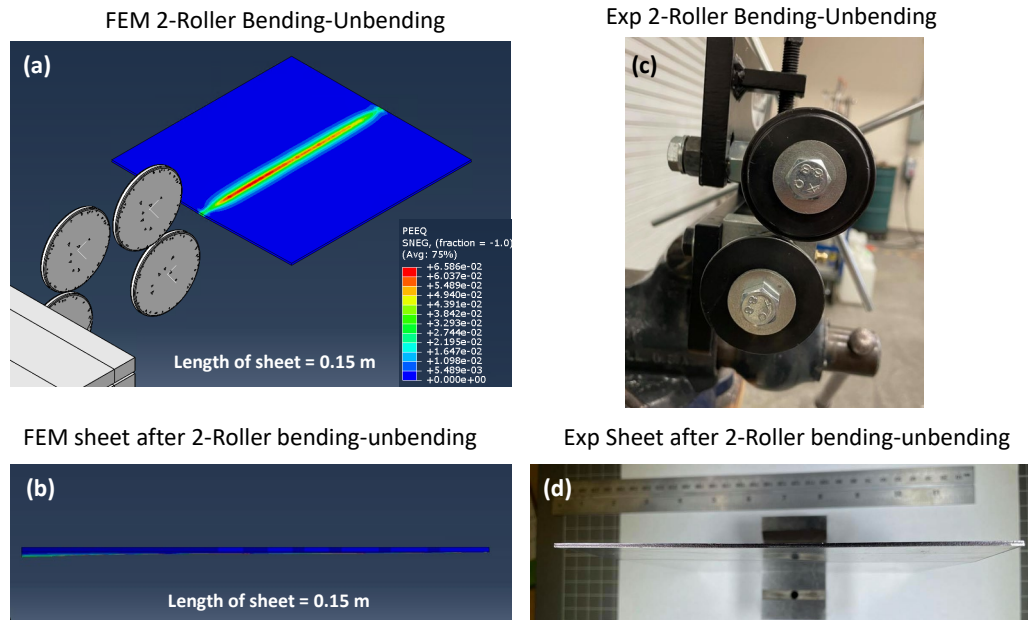 FEM 2-Roller Bending-Unbending
Exp 2-Roller Bending-Unbending
(a)
PEEQ
SNEG, (fraction = -1.0)
(Avg: 75%)
+6.586e-02
+6.037e-02
+5.489e-02
+4.940e-02
+4.391e-02
+3.842e-02
+3.293e-02
+2.744e-02
+2.195e-02
+1.647e-02
+1.098e-02
+5.489e-03
+0.000e+00
Length of sheet = 0.15 m
(c)
FEM sheet after 2-Roller bending-unbending
Exp Sheet after 2-Roller bending-unbending
(b)
Length of sheet = 0.15 m
(d)